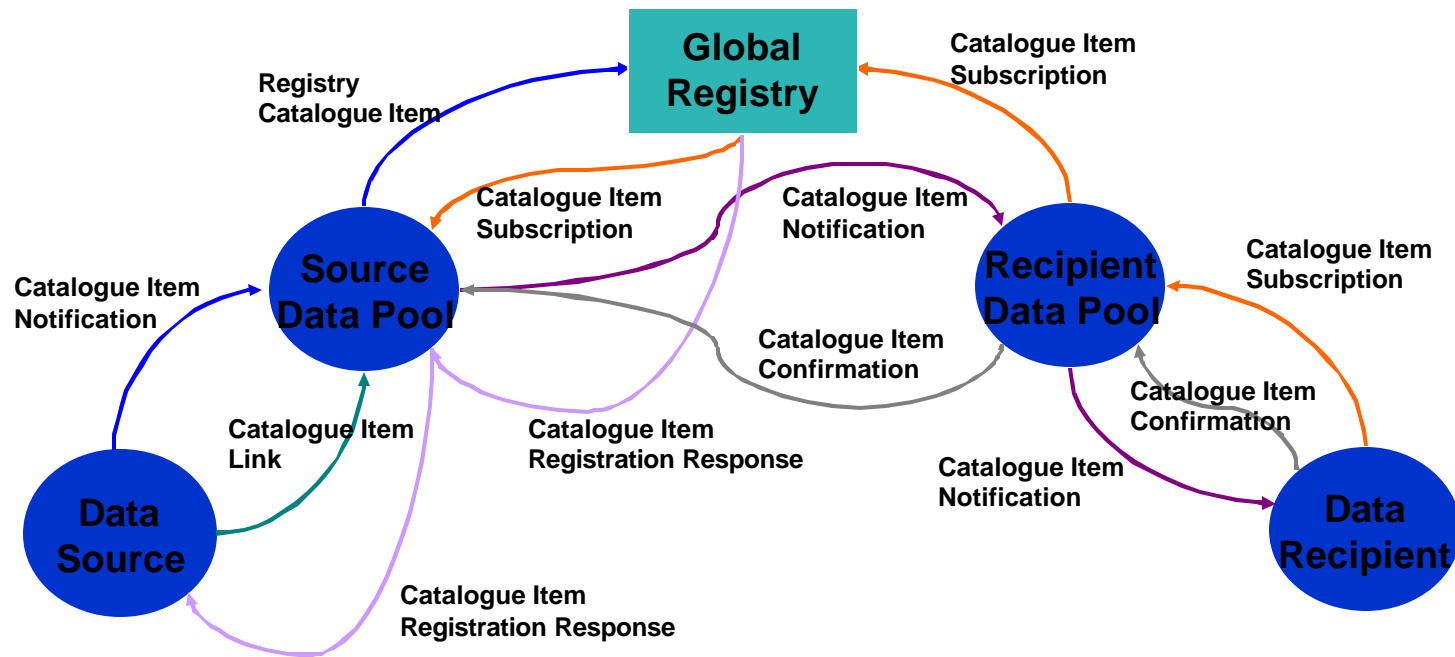 Global
Registry
Catalogue Item
Subscription
Registry
Catalogue Item
Catalogue Item
Subscription
Catalogue Item
Notification
Catalogue Item
Subscription
Source
Data Pool
Recipient
Data Pool
Catalogue Item
Notification
Catalogue Item
Confirmation
Catalogue Item
Confirmation
Catalogue Item
Link
Catalogue Item
Registration Response
Catalogue Item
Notification
Data
Source
Data
Recipient
Catalogue Item
Registration Response